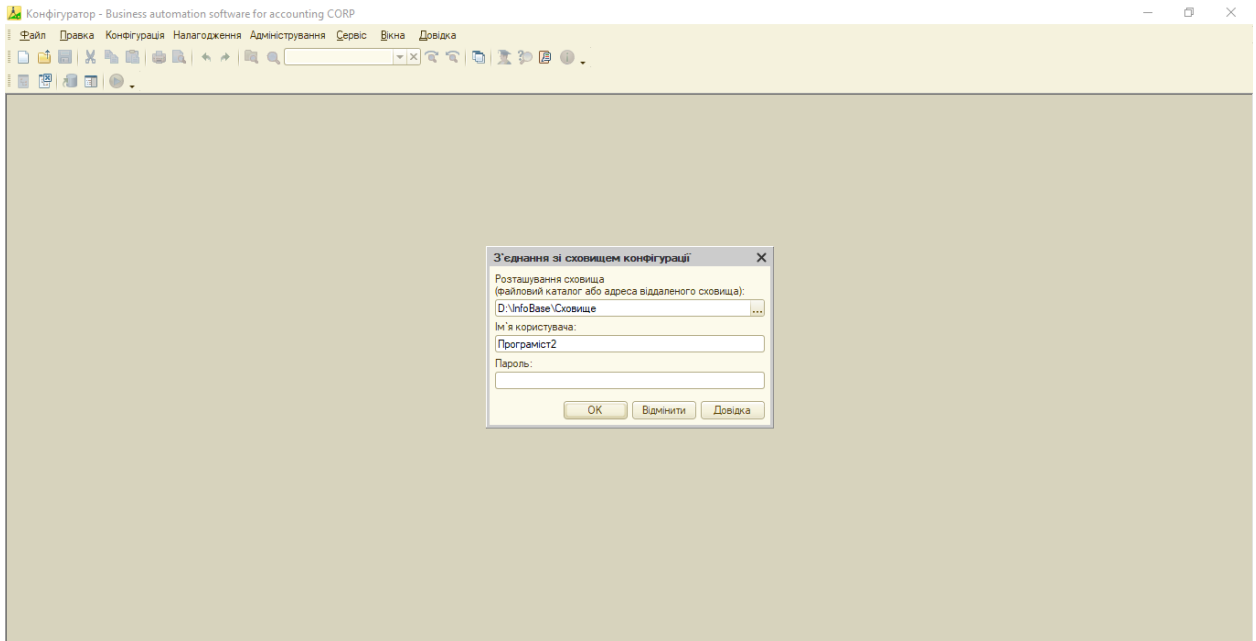 Конфігуратор - Business automation software for accounting CORP
Файл Правка Конфігурація Налагодження Адміністрування Сервіс Вікна Довідка
З'єднання зі сховищем конфігурації
Розташування сховища
(файловий каталог або адреса віддаленого сховища):
D:\InfoBase\Сховище
...
Ім'я користувача:
Програміст2
Пароль:
OK Відмінити Довідка